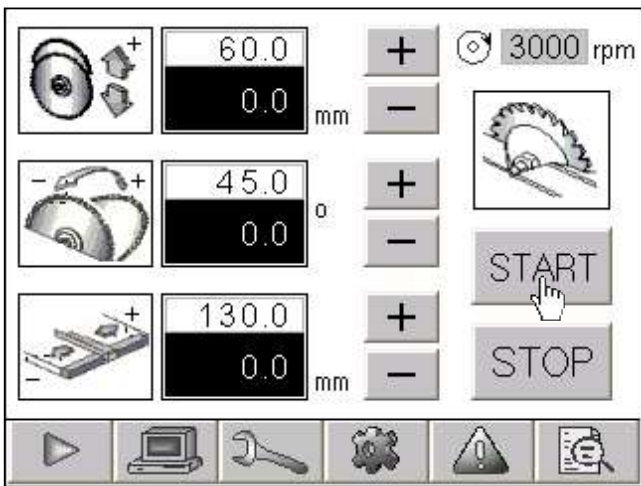 60.0
0.0 mm
+
−
3000 rpm
45.0
0.0 o
+
−
130.0
0.0 mm
+
−
START
STOP
+
- +
+
-